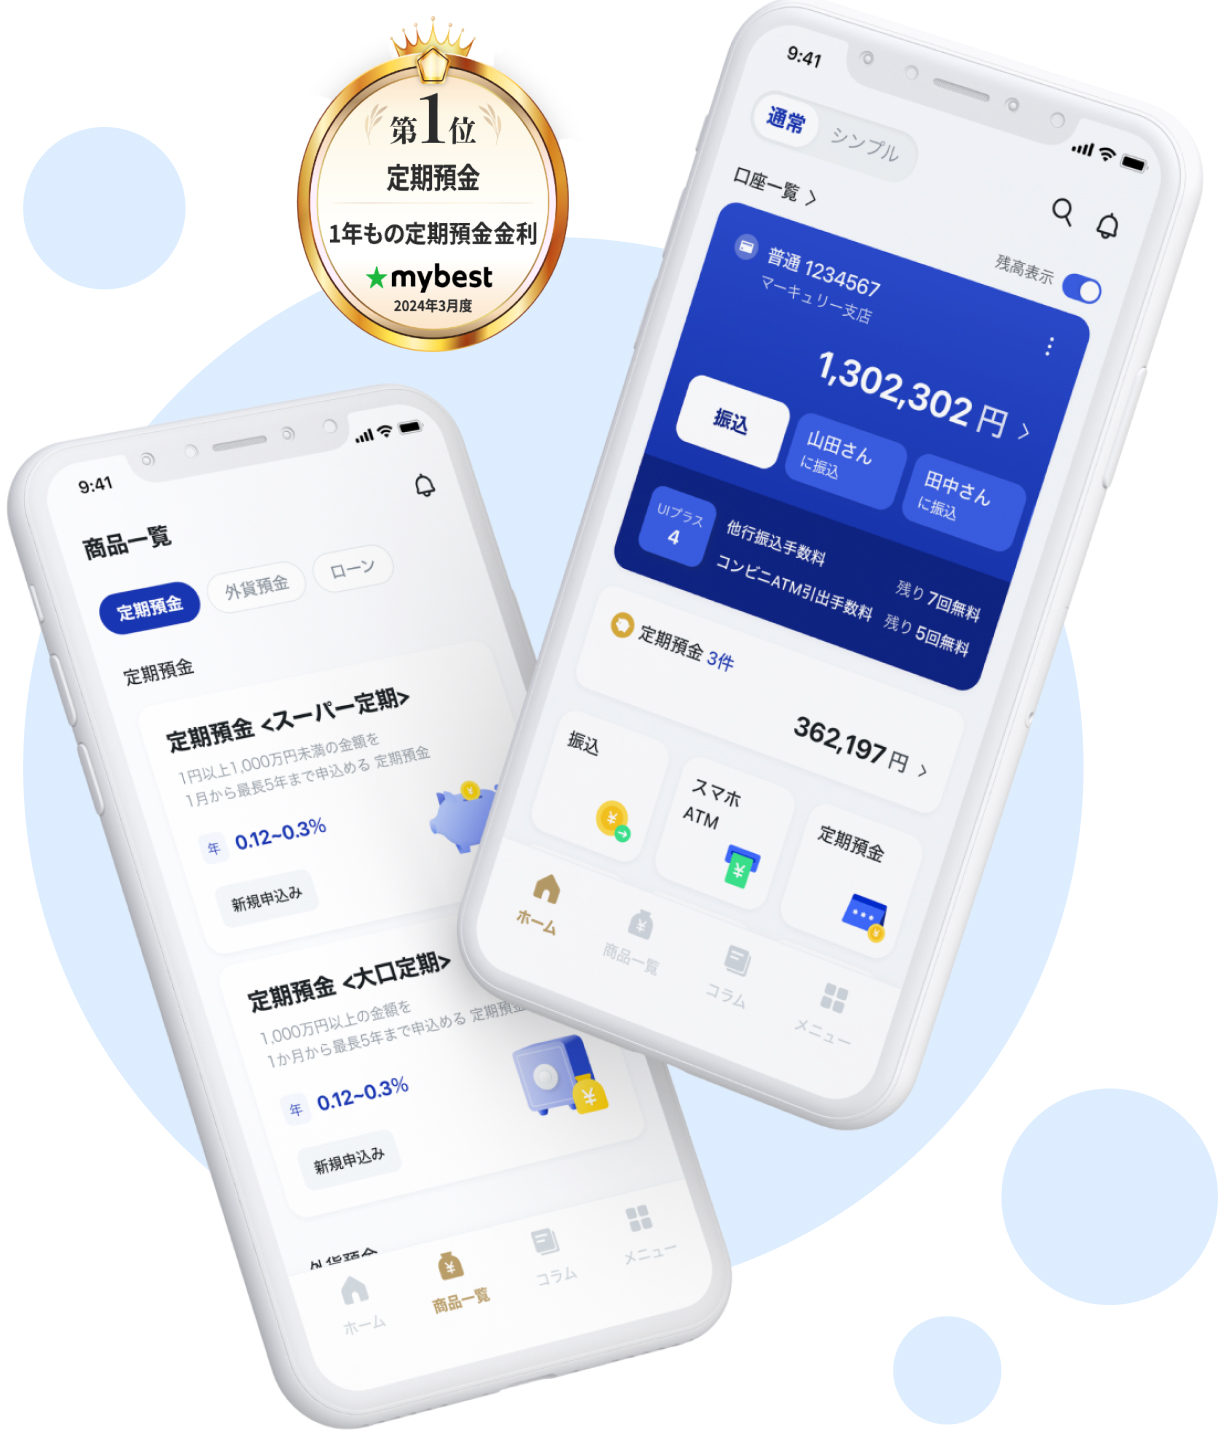 第1位
定期預金
1年もの定期預金金利
mybest
2024年3月度
9:41
通常
シンプル
口座一覧
残高表示
普通 1234567
マーキュリー支店
1,302,302 円
振込
山田さん
に振込
田中さん
に振込
UIプラス
4
他行振込手数料
残り 7回無料
コンビニATM引出手数料
残り 5回無料
定期預金 3件
362,197 円
振込
スマホ
ATM
定期預金
ホーム
商品一覧
コラム
メニュー
9:41
商品一覧
定期預金
外貨預金
ローン
定期預金
定期預金 <スーパー定期>
1円以上1,000万円未満の金額を
1月から最長5年まで申込める 定期預金
年
0.12~0.3%
新規申込み
定期預金 <大口定期>
1,000万円以上の金額を
1か月から最長5年まで申込める 定期預金
年
0.12~0.3%
新規申込み
外貨預金
ホーム
商品一覧
コラム
メニュー